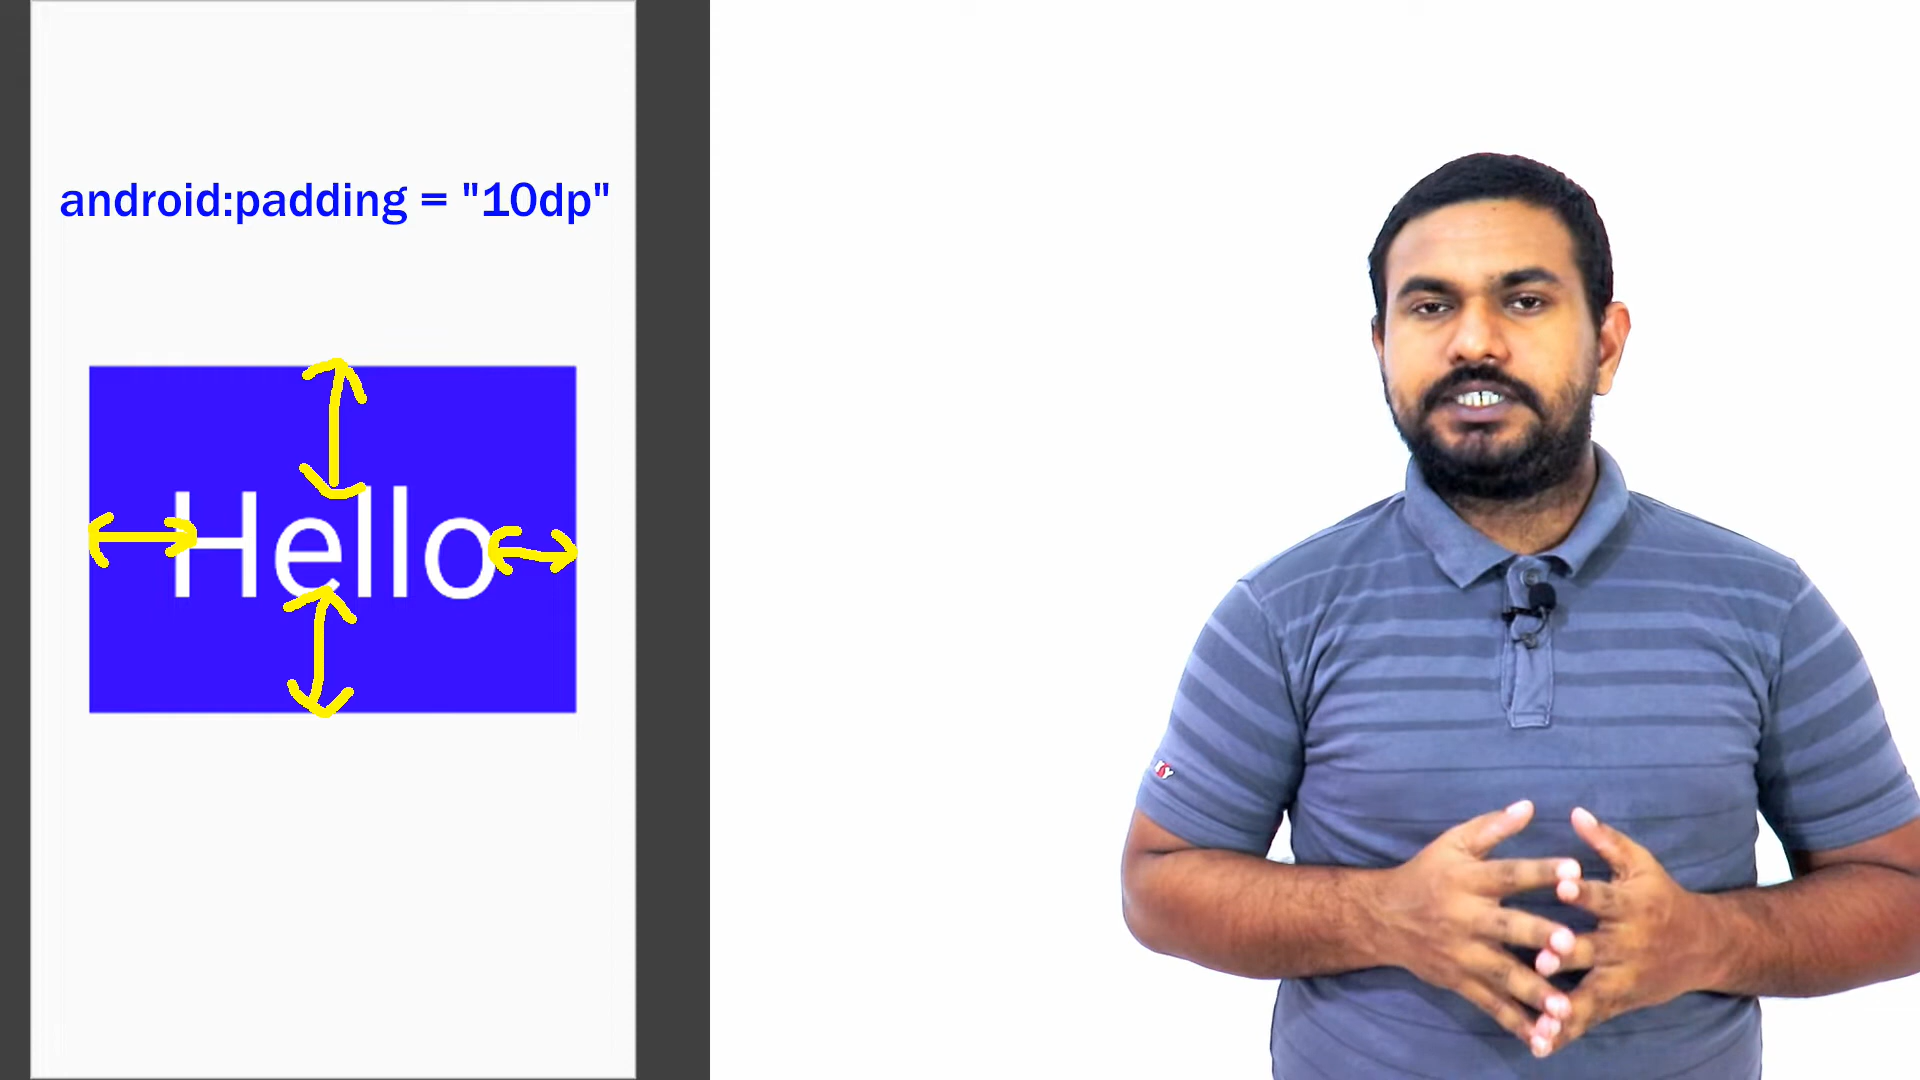 android:padding = "10dp"
Hello